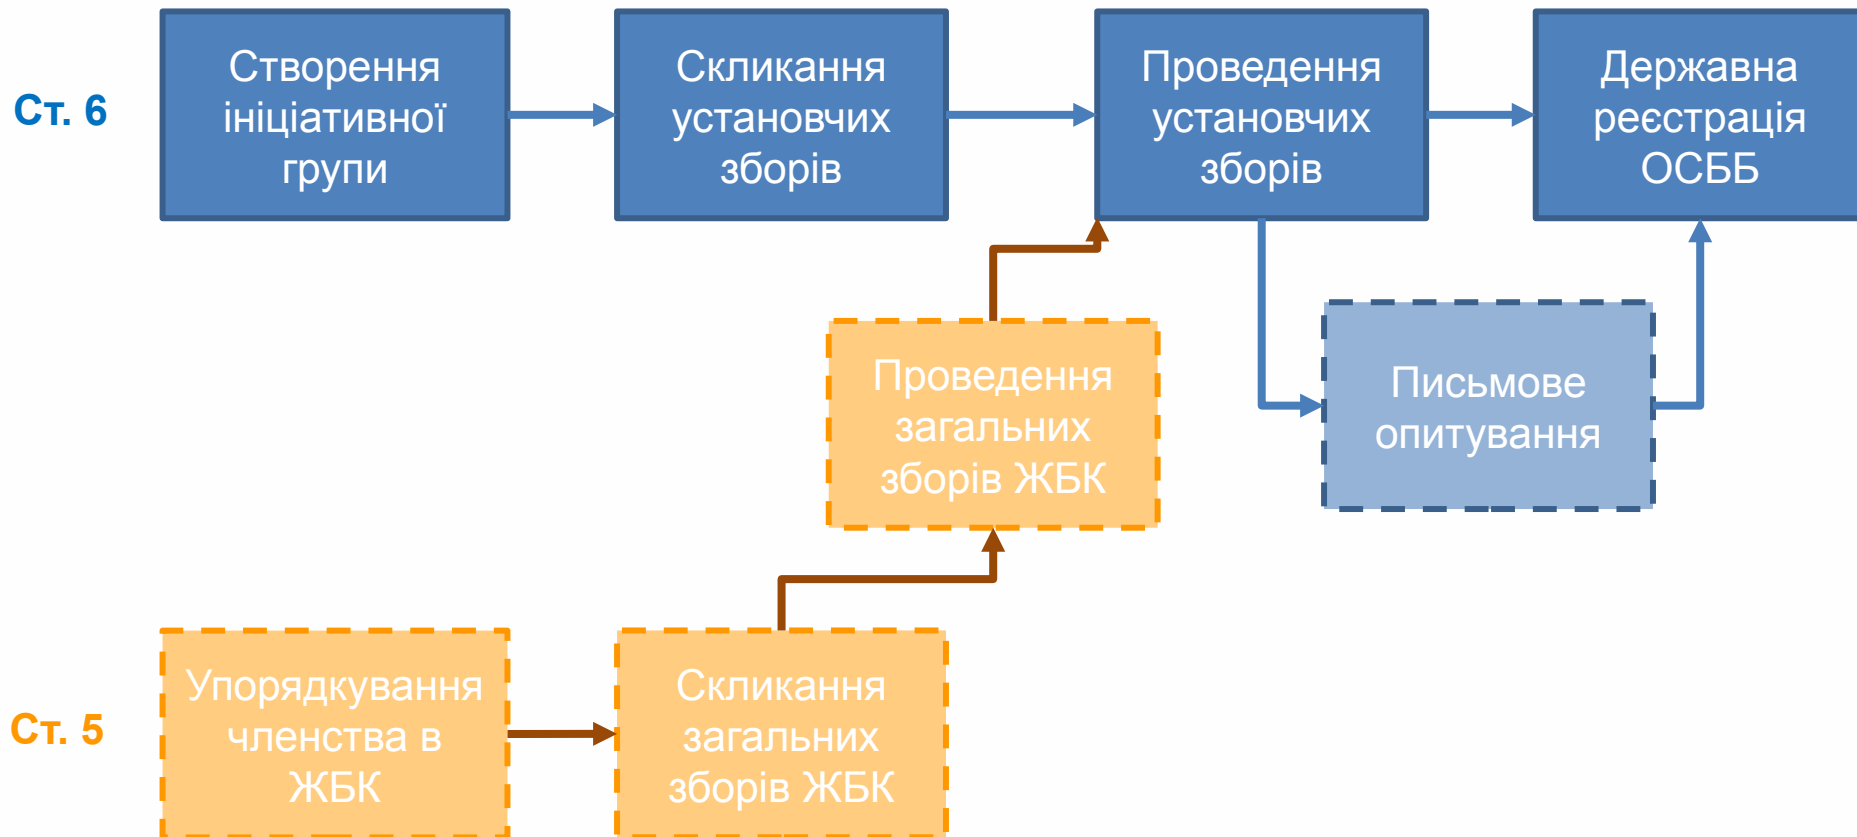 Ст. 6
Створення
ініціативної
групи
Скликання
установчих
зборів
Проведення
установчих
зборів
Державна
реєстрація
ОСББ
Проведення
загальних
зборів ЖБК
Письмове
опитування
Ст. 5
Упорядкування
членства в
ЖБК
Скликання
загальних
зборів ЖБК